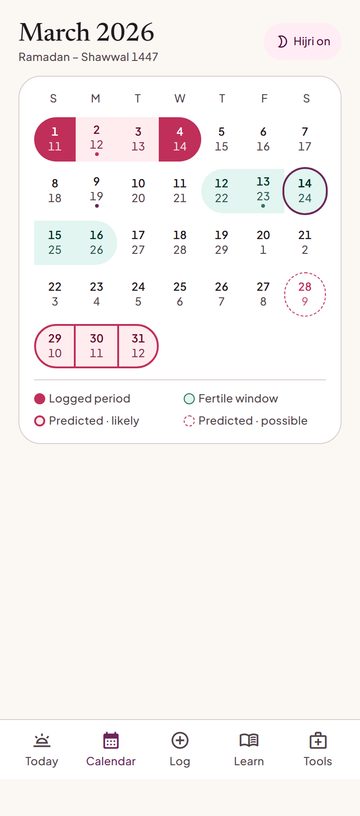 March 2026
Ramadan – Shawwal 1447
Hijri on
S M T W T F S
1 2 3 4 5 6 7
11 12 13 14 15 16 17
8 9 10 11 12 13 14
18 19 20 21 22 23 24
15 16 17 18 19 20 21
25 26 27 28 29 1 2
22 23 24 25 26 27 28
3 4 5 6 7 8 9
29 30 31
10 11 12
Logged period Fertile window
Predicted · likely Predicted · possible
Today Calendar Log Learn Tools